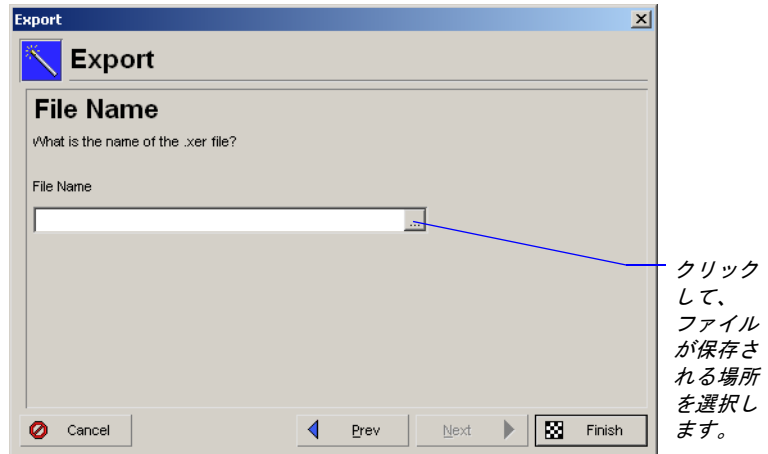 Export
Export
File Name
What is the name of the .xer file?
File Name
...
クリック
して、
ファイル
が保存さ
れる場所
を選択し
ます。
Cancel
Prev
Next
Finish